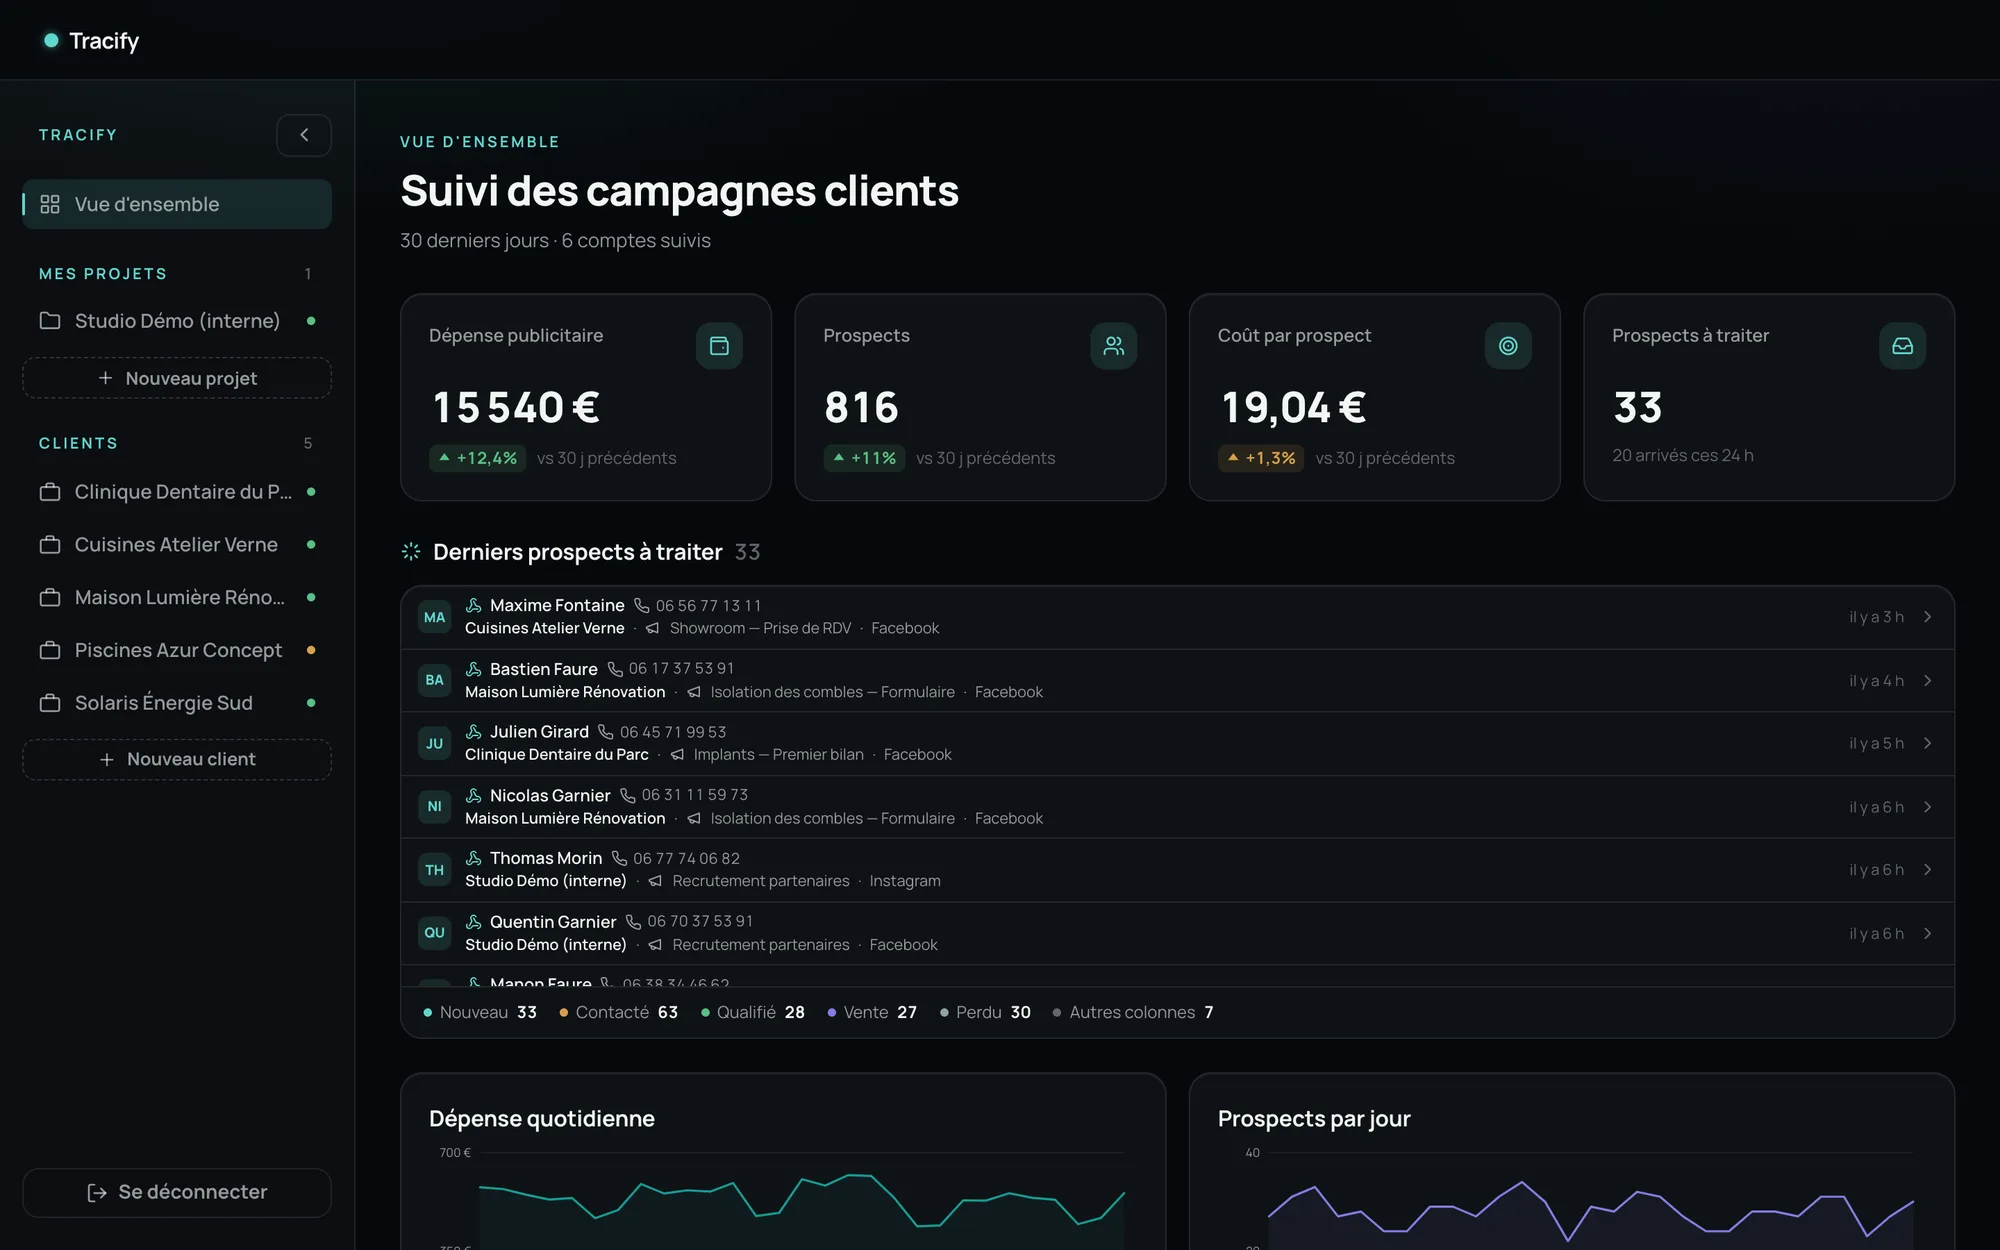 Tracify
TRACIFY
Vue d'ensemble
MES PROJETS 1
Studio Démo (interne)
+ Nouveau projet
CLIENTS 5
Clinique Dentaire du P...
Cuisines Atelier Verne
Maison Lumière Réno...
Piscines Azur Concept
Solaris Énergie Sud
+ Nouveau client
Se déconnecter
VUE D'ENSEMBLE
Suivi des campagnes clients
30 derniers jours · 6 comptes suivis
Dépense publicitaire
15 540 €
+12,4% vs 30 j précédents
Prospects
816
+11% vs 30 j précédents
Coût par prospect
19,04 €
+1,3% vs 30 j précédents
Prospects à traiter
33
20 arrivés ces 24 h
Derniers prospects à traiter 33
MA Maxime Fontaine 06 56 77 13 11
Cuisines Atelier Verne · Showroom — Prise de RDV · Facebook
il y a 3 h
BA Bastien Faure 06 17 37 53 91
Maison Lumière Rénovation · Isolation des combles — Formulaire · Facebook
il y a 4 h
JU Julien Girard 06 45 71 99 53
Clinique Dentaire du Parc · Implants — Premier bilan · Facebook
il y a 5 h
NI Nicolas Garnier 06 31 11 59 73
Maison Lumière Rénovation · Isolation des combles — Formulaire · Facebook
il y a 6 h
TH Thomas Morin 06 77 74 06 82
Studio Démo (interne) · Recrutement partenaires · Instagram
il y a 6 h
QU Quentin Garnier 06 70 37 53 91
Studio Démo (interne) · Recrutement partenaires · Facebook
il y a 6 h
Manon Faure 06 38 34 46 62
Nouveau 33 Contacté 63 Qualifié 28 Vente 27 Perdu 30 Autres colonnes 7
Dépense quotidienne
700 €
350 €
Prospects par jour
40
20